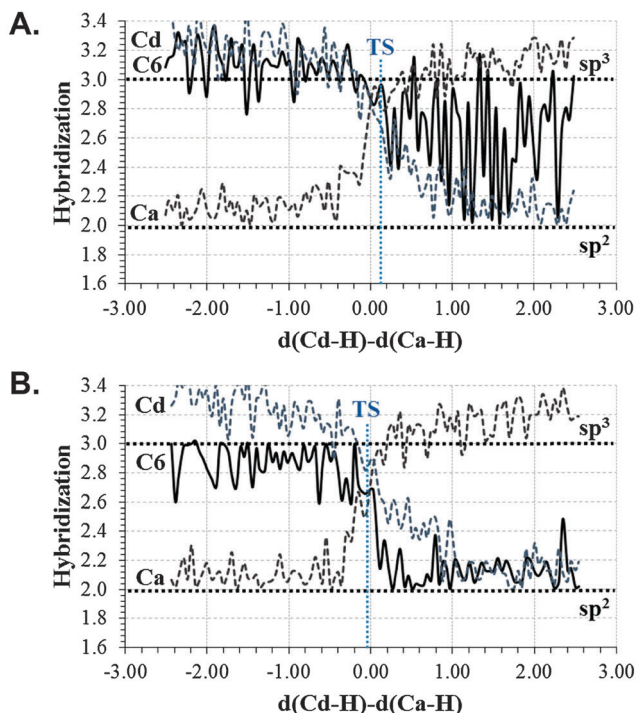 A.
3.4
Cd
TS
3.2
C6
sp³
3.0
2.8
Hybridization
2.6
2.4
2.2
Ca
2.0
sp²
1.8
1.6
-3.00 -2.00 -1.00 0.00 1.00 2.00 3.00
d(Cd-H)-d(Ca-H)
B.
3.4
Cd
TS
3.2
sp³
3.0
C6
2.8
Hybridization
2.6
2.4
2.2
Ca
2.0
sp²
1.8
1.6
-3.00 -2.00 -1.00 0.00 1.00 2.00 3.00
d(Cd-H)-d(Ca-H)